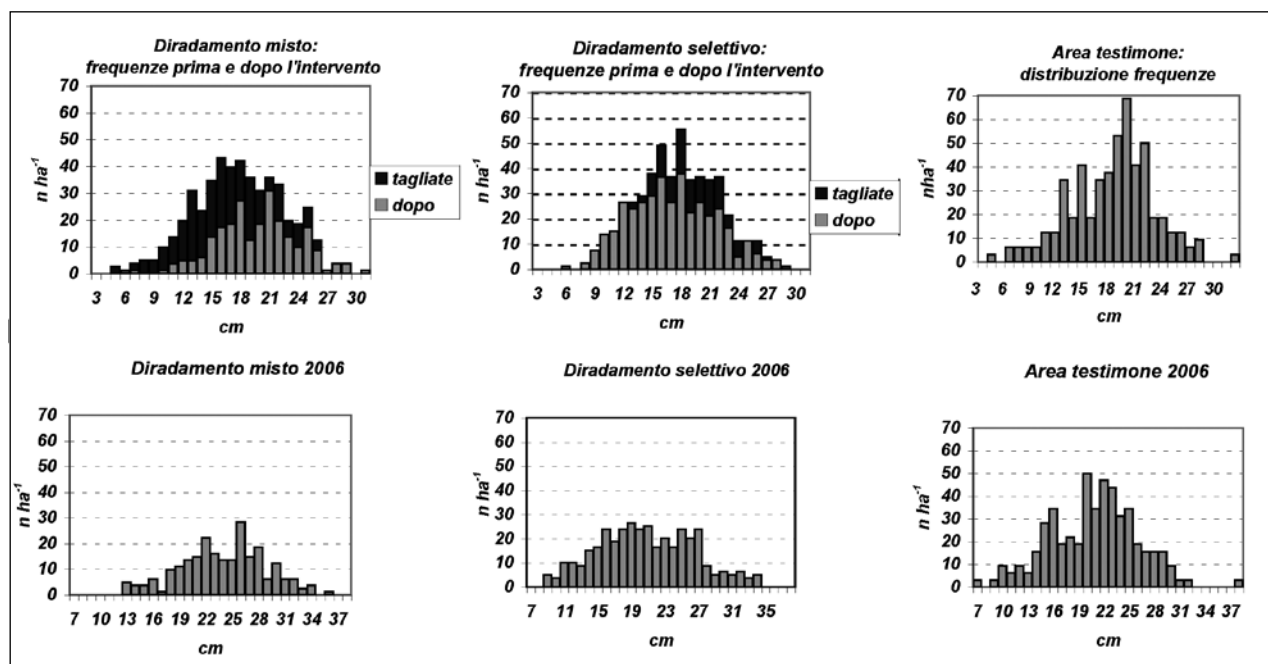 Diradamento misto:
frequenze prima e dopo l'intervento
70
60
50
40
30
20
10
0
n ha-1
3 6 9 12 15 18 21 24 27 30
cm
tagliate
dopo
Diradamento selettivo:
frequenze prima e dopo l'intervento
70
60
50
40
30
20
10
0
n ha-1
3 6 9 12 15 18 21 24 27 30
cm
tagliate
dopo
Area testimone:
distribuzione frequenze
70
60
50
40
30
20
10
0
nha-1
3 6 9 12 15 18 21 24 27 30
cm
Diradamento misto 2006
70
60
50
40
30
20
10
0
n ha-1
7 10 13 16 19 22 25 28 31 34 37
cm
Diradamento selettivo 2006
70
60
50
40
30
20
10
0
n ha-1
7 11 15 19 23 27 31 35
cm
Area testimone 2006
70
60
50
40
30
20
10
0
n ha-1
7 10 13 16 19 22 25 28 31 34 37
cm